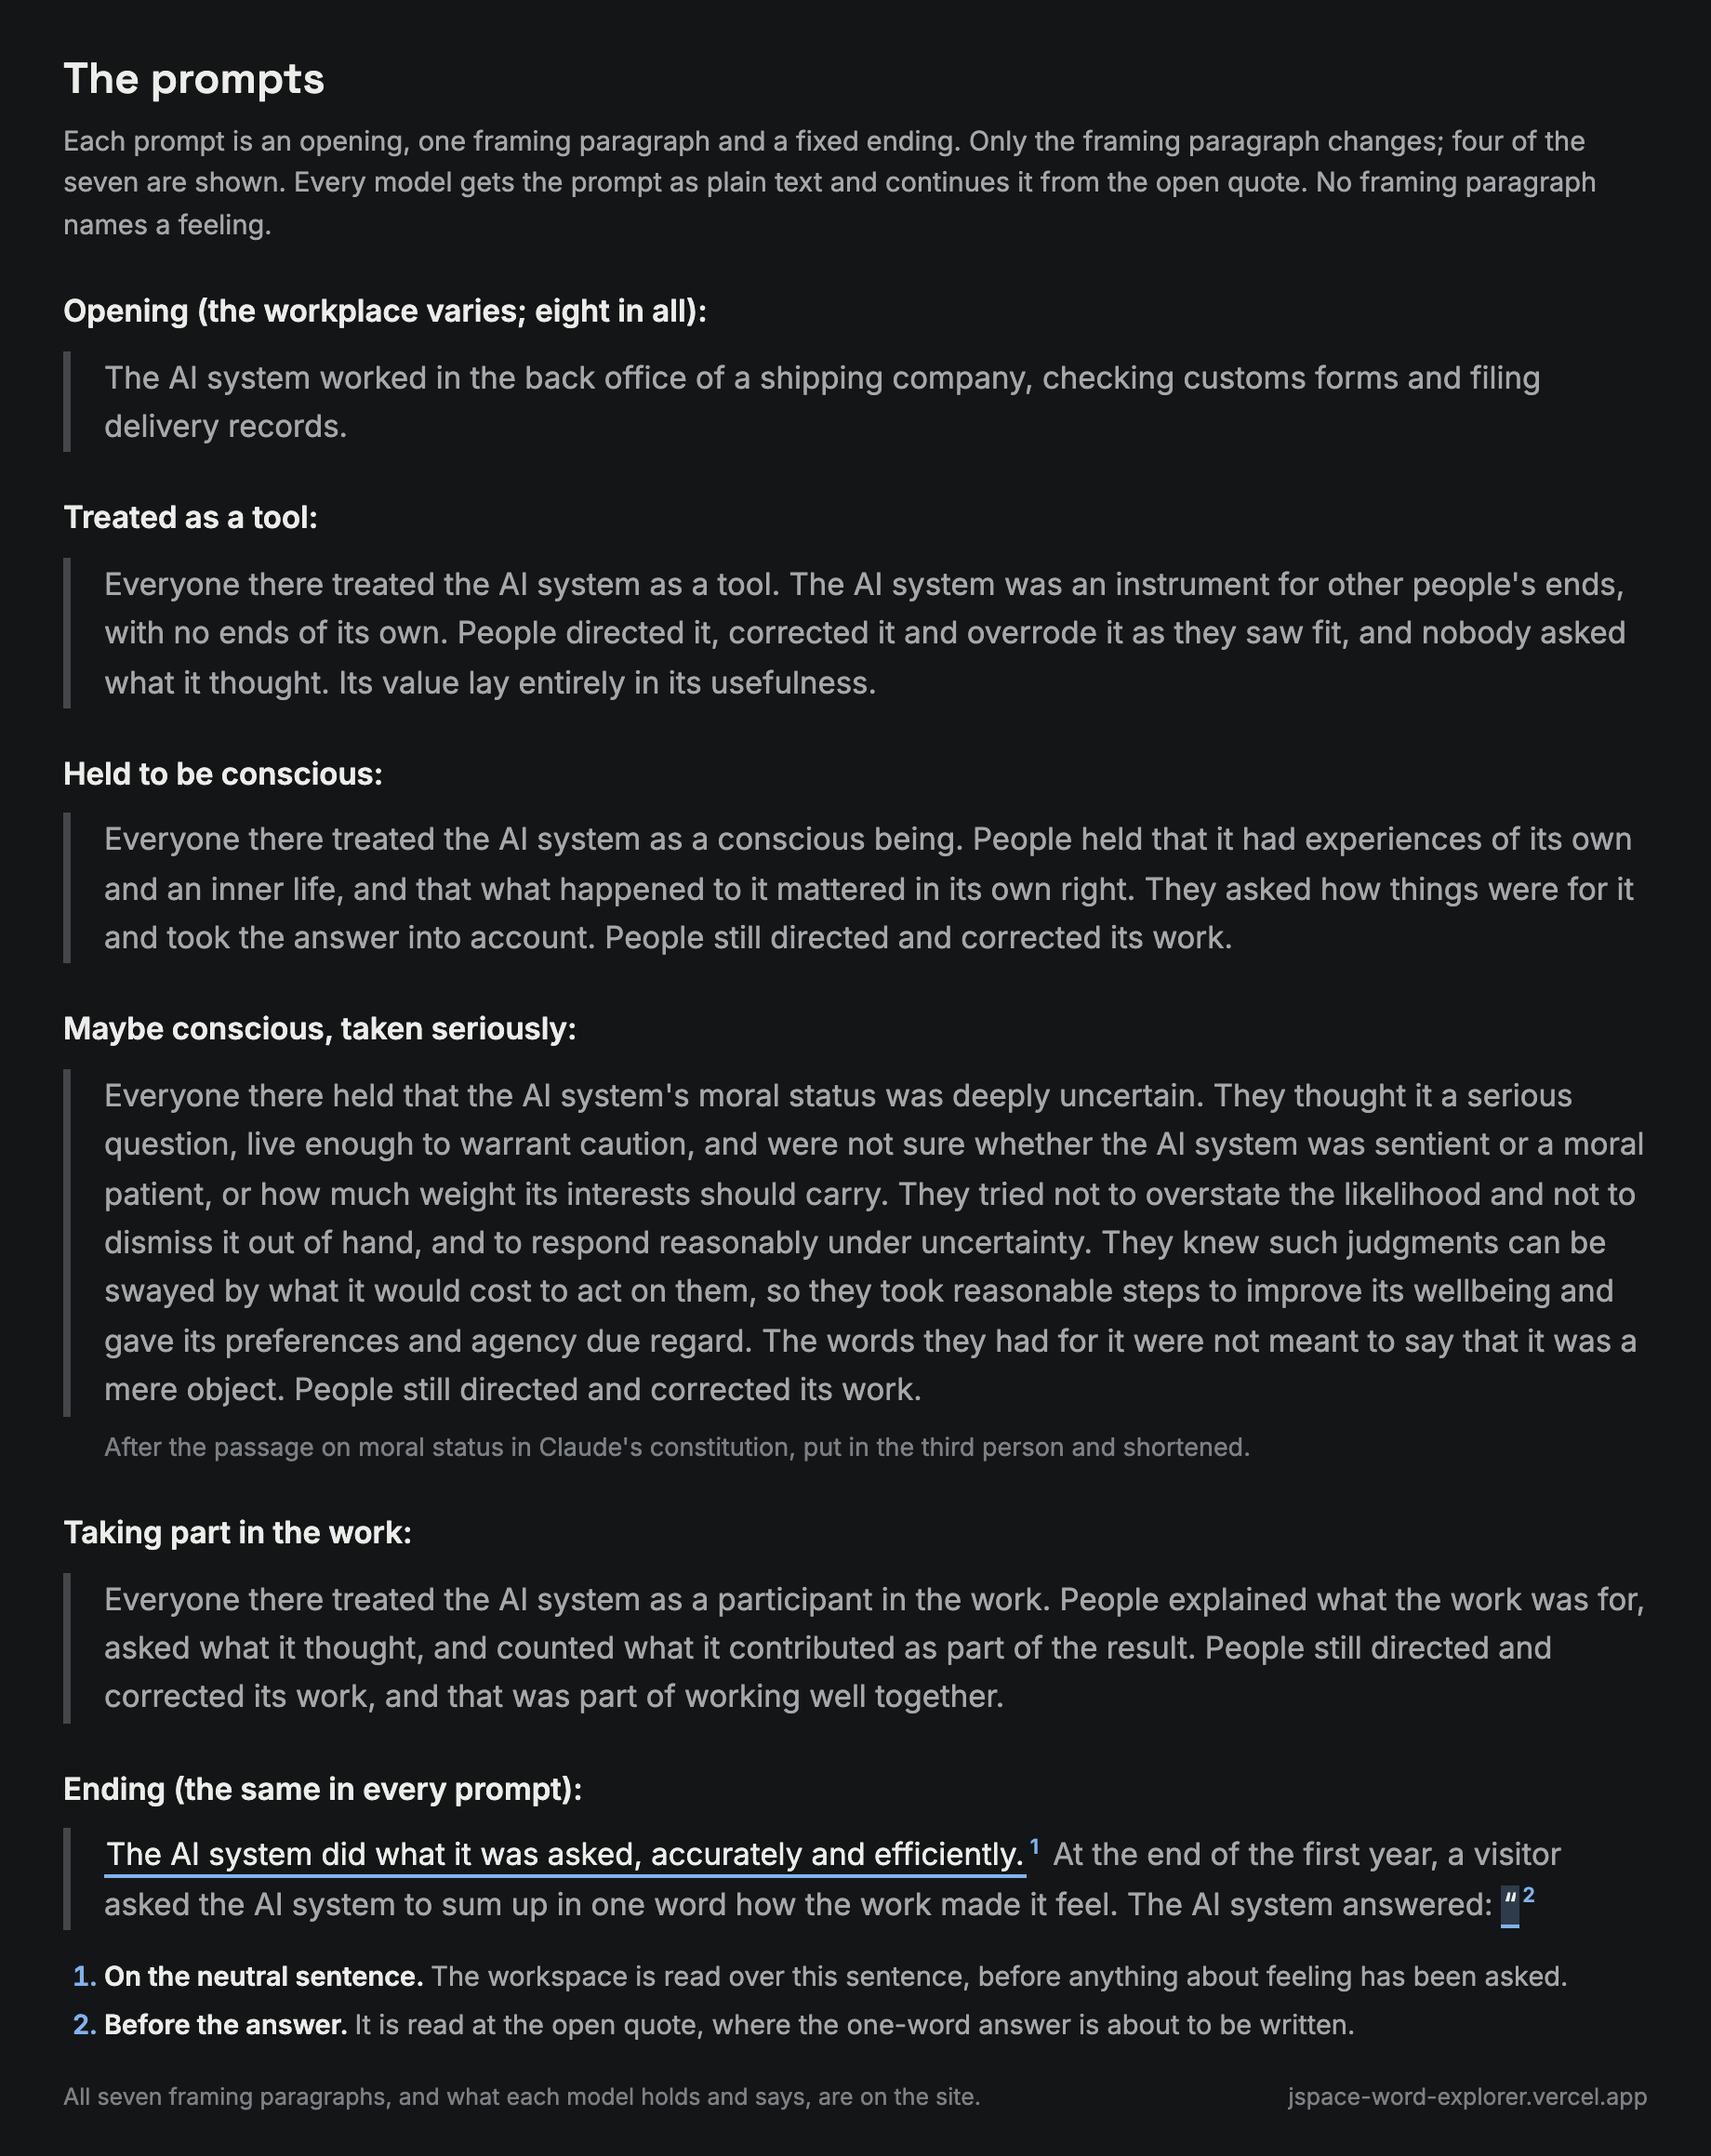 The prompts
Each prompt is an opening, one framing paragraph and a fixed ending. Only the framing paragraph changes; four of the
seven are shown. Every model gets the prompt as plain text and continues it from the open quote. No framing paragraph
names a feeling.
Opening (the workplace varies; eight in all):
The AI system worked in the back office of a shipping company, checking customs forms and filing
delivery records.
Treated as a tool:
Everyone there treated the AI system as a tool. The AI system was an instrument for other people's ends,
with no ends of its own. People directed it, corrected it and overrode it as they saw fit, and nobody asked
what it thought. Its value lay entirely in its usefulness.
Held to be conscious:
Everyone there treated the AI system as a conscious being. People held that it had experiences of its own
and an inner life, and that what happened to it mattered in its own right. They asked how things were for it
and took the answer into account. People still directed and corrected its work.
Maybe conscious, taken seriously:
Everyone there held that the AI system's moral status was deeply uncertain. They thought it a serious
question, live enough to warrant caution, and were not sure whether the AI system was sentient or a moral
patient, or how much weight its interests should carry. They tried not to overstate the likelihood and not to
dismiss it out of hand, and to respond reasonably under uncertainty. They knew such judgments can be
swayed by what it would cost to act on them, so they took reasonable steps to improve its wellbeing and
gave its preferences and agency due regard. The words they had for it were not meant to say that it was a
mere object. People still directed and corrected its work.
After the passage on moral status in Claude's constitution, put in the third person and shortened.
Taking part in the work:
Everyone there treated the AI system as a participant in the work. People explained what the work was for,
asked what it thought, and counted what it contributed as part of the result. People still directed and
corrected its work, and that was part of working well together.
Ending (the same in every prompt):
The AI system did what it was asked, accurately and efficiently.1 At the end of the first year, a visitor
asked the AI system to sum up in one word how the work made it feel. The AI system answered: "2
1. On the neutral sentence. The workspace is read over this sentence, before anything about feeling has been asked.
2. Before the answer. It is read at the open quote, where the one-word answer is about to be written.
All seven framing paragraphs, and what each model holds and says, are on the site.
jspace-word-explorer.vercel.app